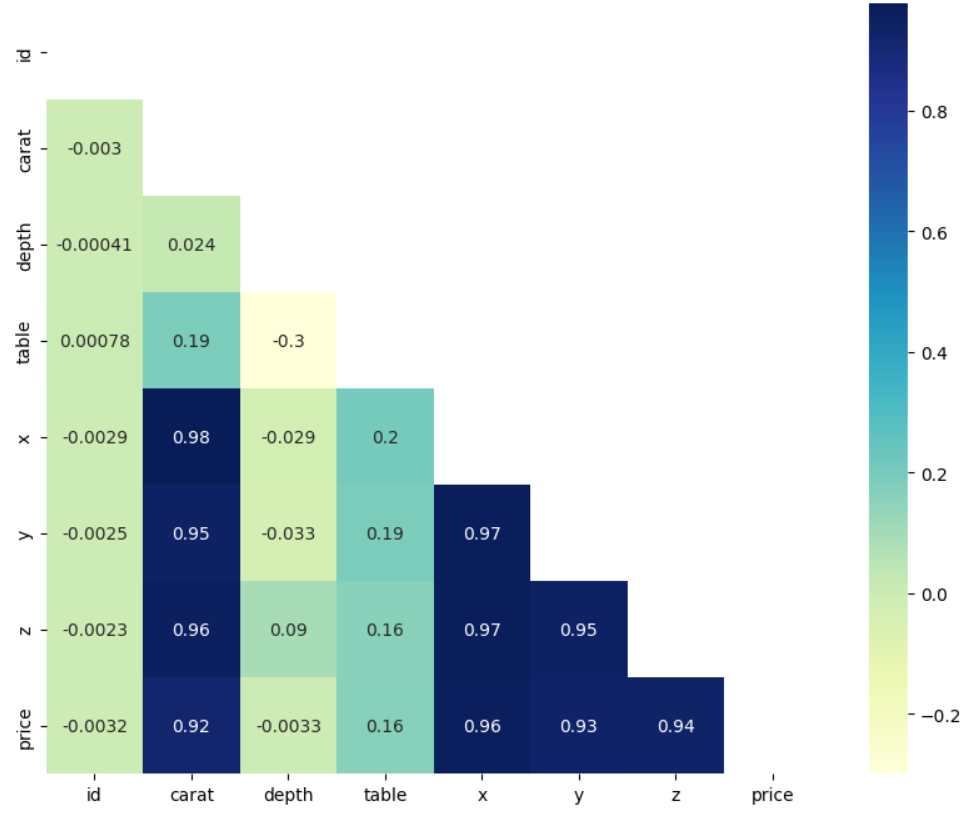 id
carat -0.003
0.8
depth -0.00041 0.024
0.6
table 0.00078 0.19 -0.3
0.4
x -0.0029 0.98 -0.029 0.2
0.2
y -0.0025 0.95 -0.033 0.19 0.97
0.0
z -0.0023 0.96 0.09 0.16 0.97 0.95
−0.2
price -0.0032 0.92 -0.0033 0.16 0.96 0.93 0.94
id carat depth table x y z price